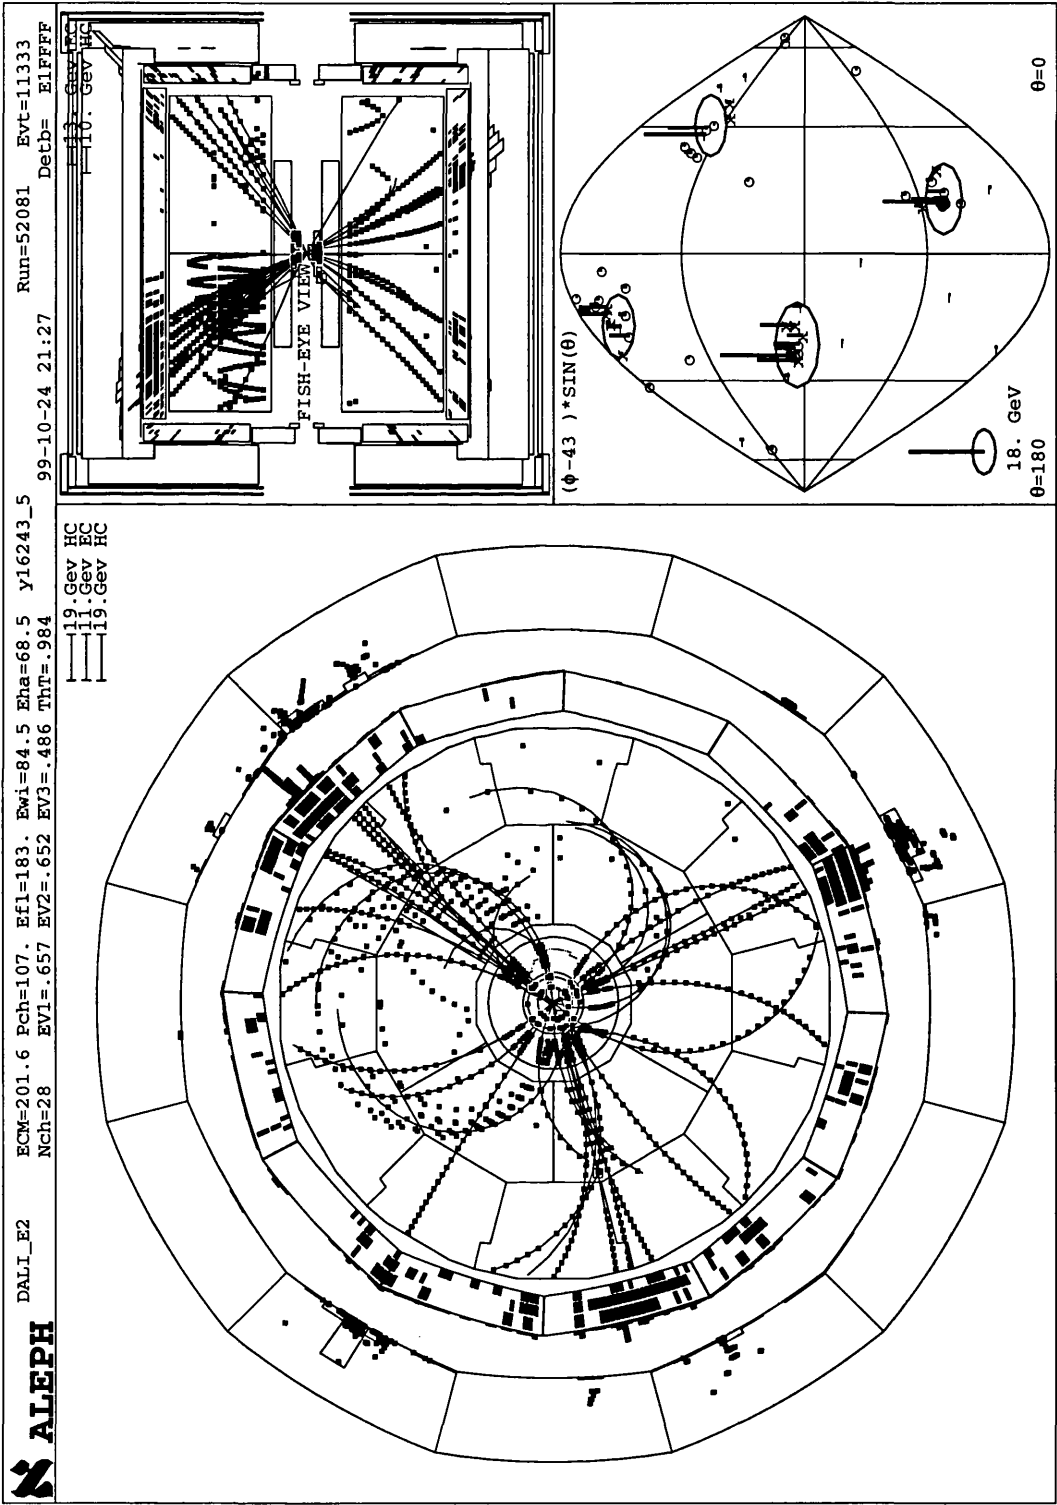 ALEPH
DALI_E2 ECM=201.6 Pch=107. Efl=183. Ewi=84.5 Eha=68.5 y16243_5
Nch=28 EV1=.657 EV2=.652 EV3=.486 ThT=.984
99-10-24 21:27 Run=52081 Evt=11333
Detb= E1FFFF
19.Gev HC
11.Gev EC
19.Gev HC
13. Gev EC
10. Gev HC
FISH-EYE VIEW
(ϕ-43 )*SIN(θ)
18. GeV
θ=180
θ=0